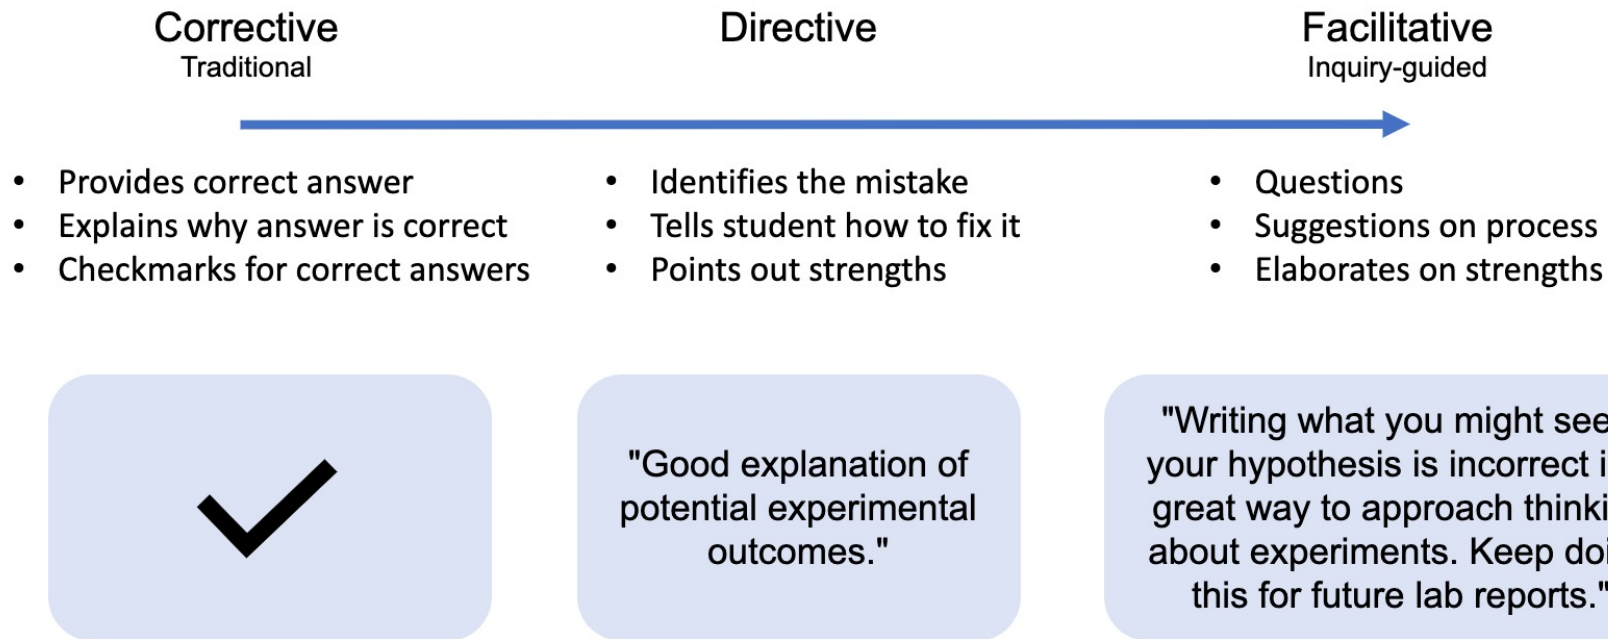 Corrective
Traditional
Directive
Facilitative
Inquiry-guided
• Provides correct answer
• Explains why answer is correct
• Checkmarks for correct answers
• Identifies the mistake
• Tells student how to fix it
• Points out strengths
• Questions
• Suggestions on process
• Elaborates on strengths
"Good explanation of
potential experimental
outcomes."
"Writing what you might see
your hypothesis is incorrect
great way to approach
about experiments. Keep
this for future lab reports."